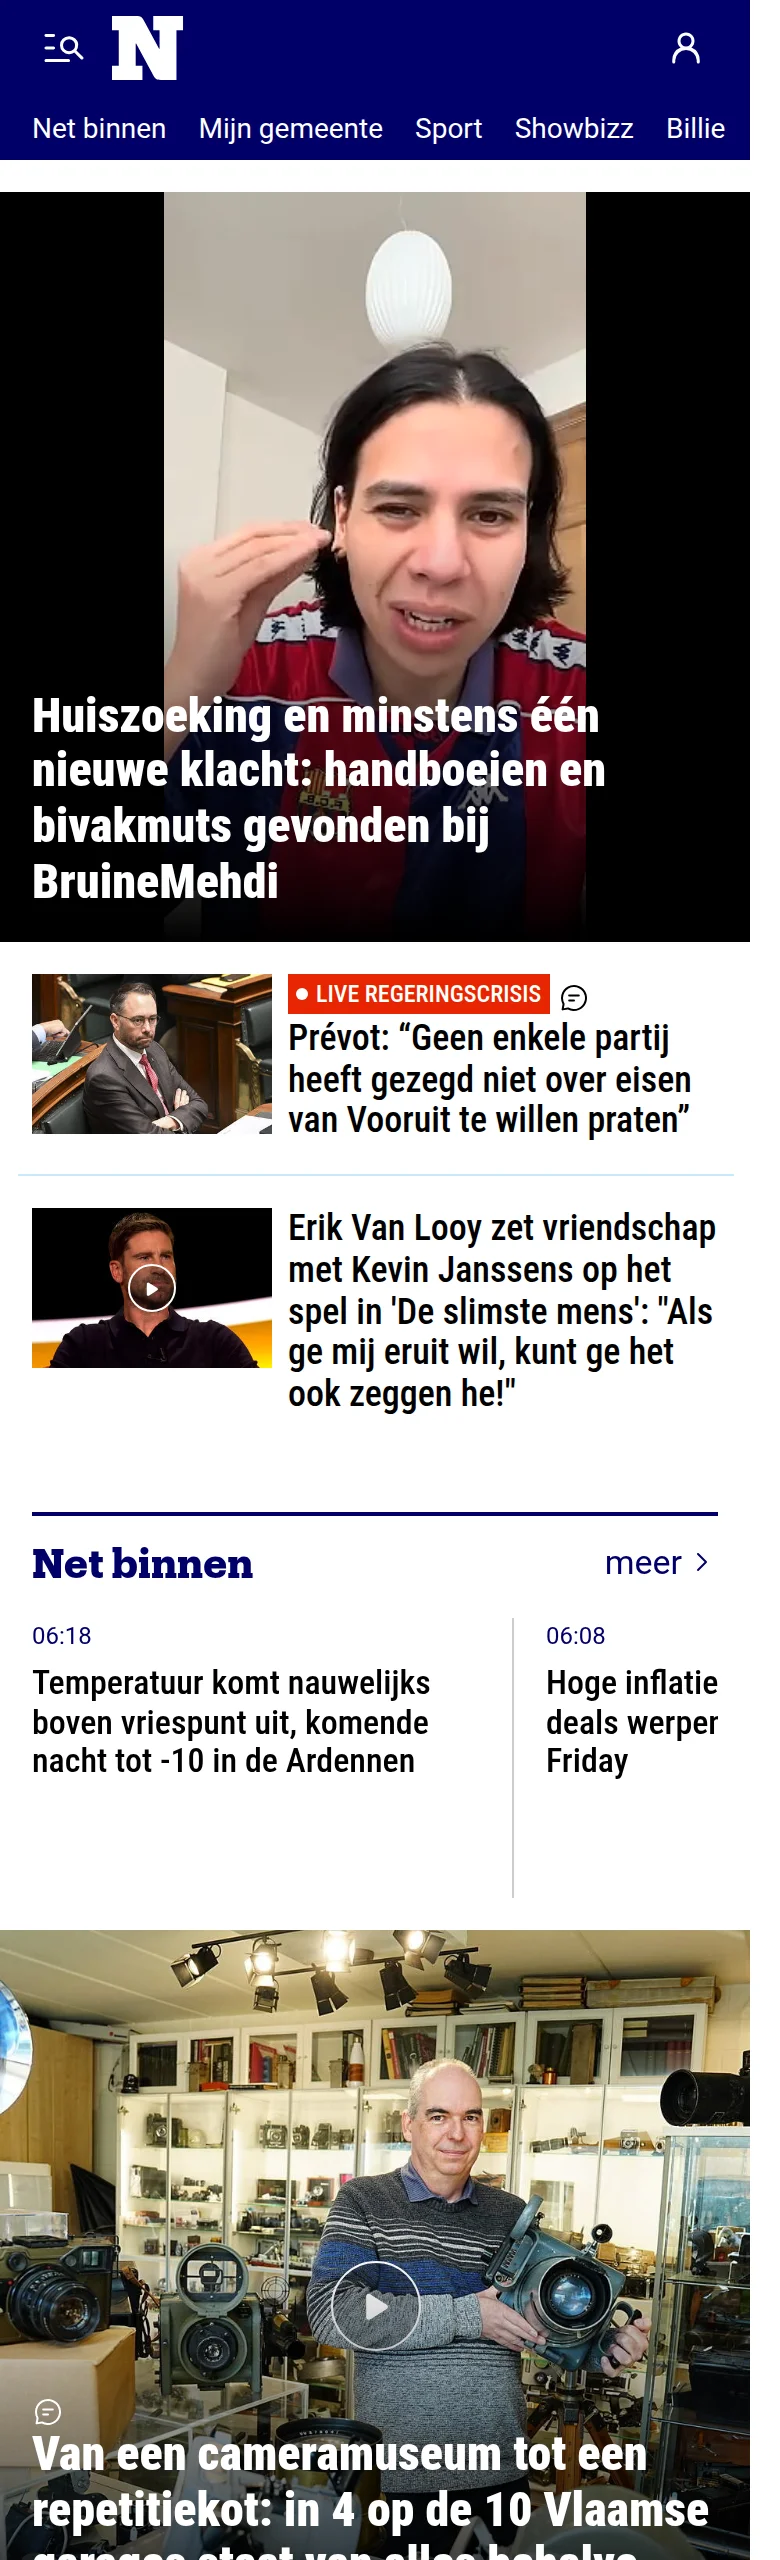 N
Net binnen Mijn gemeente Sport Showbizz Billie
Huiszoeking en minstens één
nieuwe klacht: handboeien en
bivakmuts gevonden bij
BruineMehdi
LIVE REGERINGSCRISIS
Prévot: “Geen enkele partij
heeft gezegd niet over eisen
van Vooruit te willen praten”
Erik Van Looy zet vriendschap
met Kevin Janssens op het
spel in 'De slimste mens': "Als
ge mij eruit wil, kunt ge het
ook zeggen he!"
Net binnen
meer
06:18
Temperatuur komt nauwelijks
boven vriespunt uit, komende
nacht tot -10 in de Ardennen
06:08
Hoge inflatie
deals werper
Friday
Van een cameramuseum tot een
repetitiekot: in 4 op de 10 Vlaamse